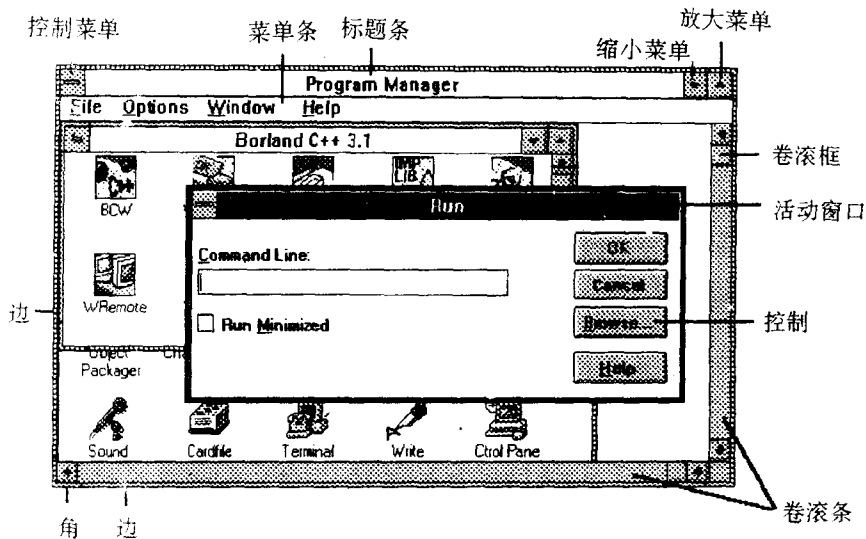 放大菜单
控制菜单 菜单条 标题条
缩小菜单
Program Manager
File Options Window Help
Borland C++ 3.1
卷滚框
IMP LIB
C++
BCW
Run
活动窗口
Command Line:
OK
Cancel
WRemote
边
Run Minimized
Browse...
控制
Object
Packager
Help
Sound Cardfile Terminal Write Ctrol Pane
卷滚条
角 边